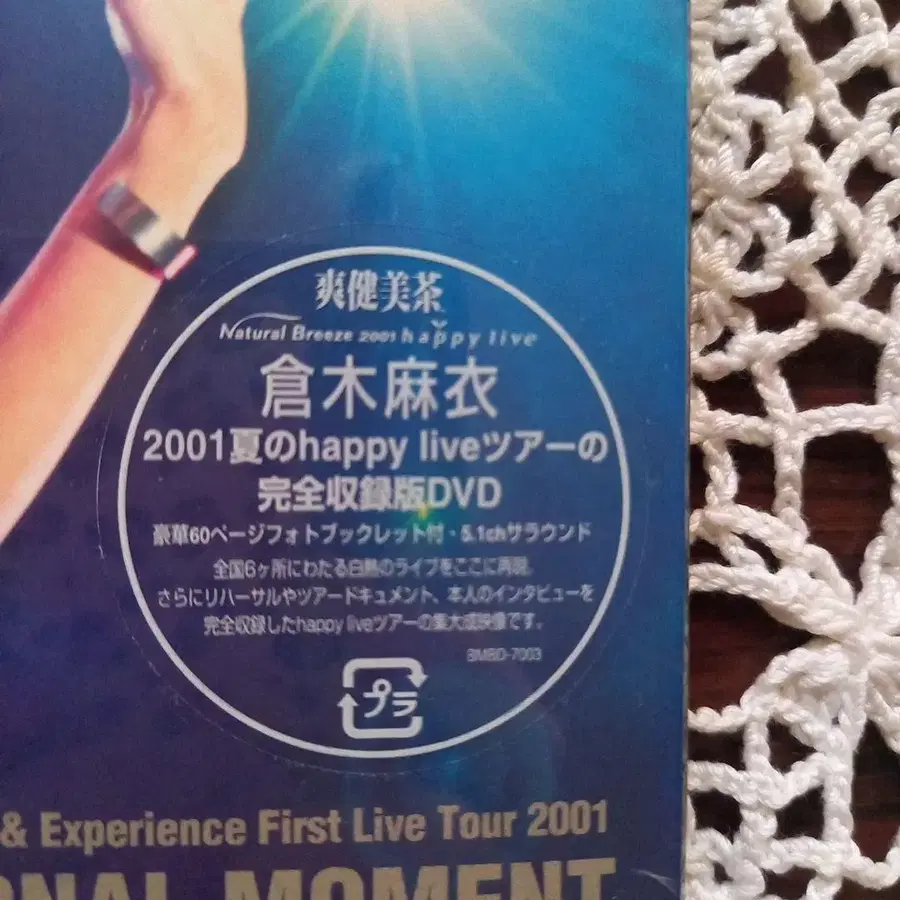 爽健美茶
Natural Breeze 2001 happy live
倉木麻衣
2001夏のhappy liveツアーの
完全収録版DVD
豪華60ページフォトブックレット付・5.1chサラウンド
全国6ヶ所にわたる白熱のライブをここに再現。
さらにリハーサルやツアードキュメント、本人のインタビューを
完全収録したhappy liveツアーの集大成映像です。
BMBD-7003
プラ
& Experience First Live Tour 2001
ONAL MOMENT